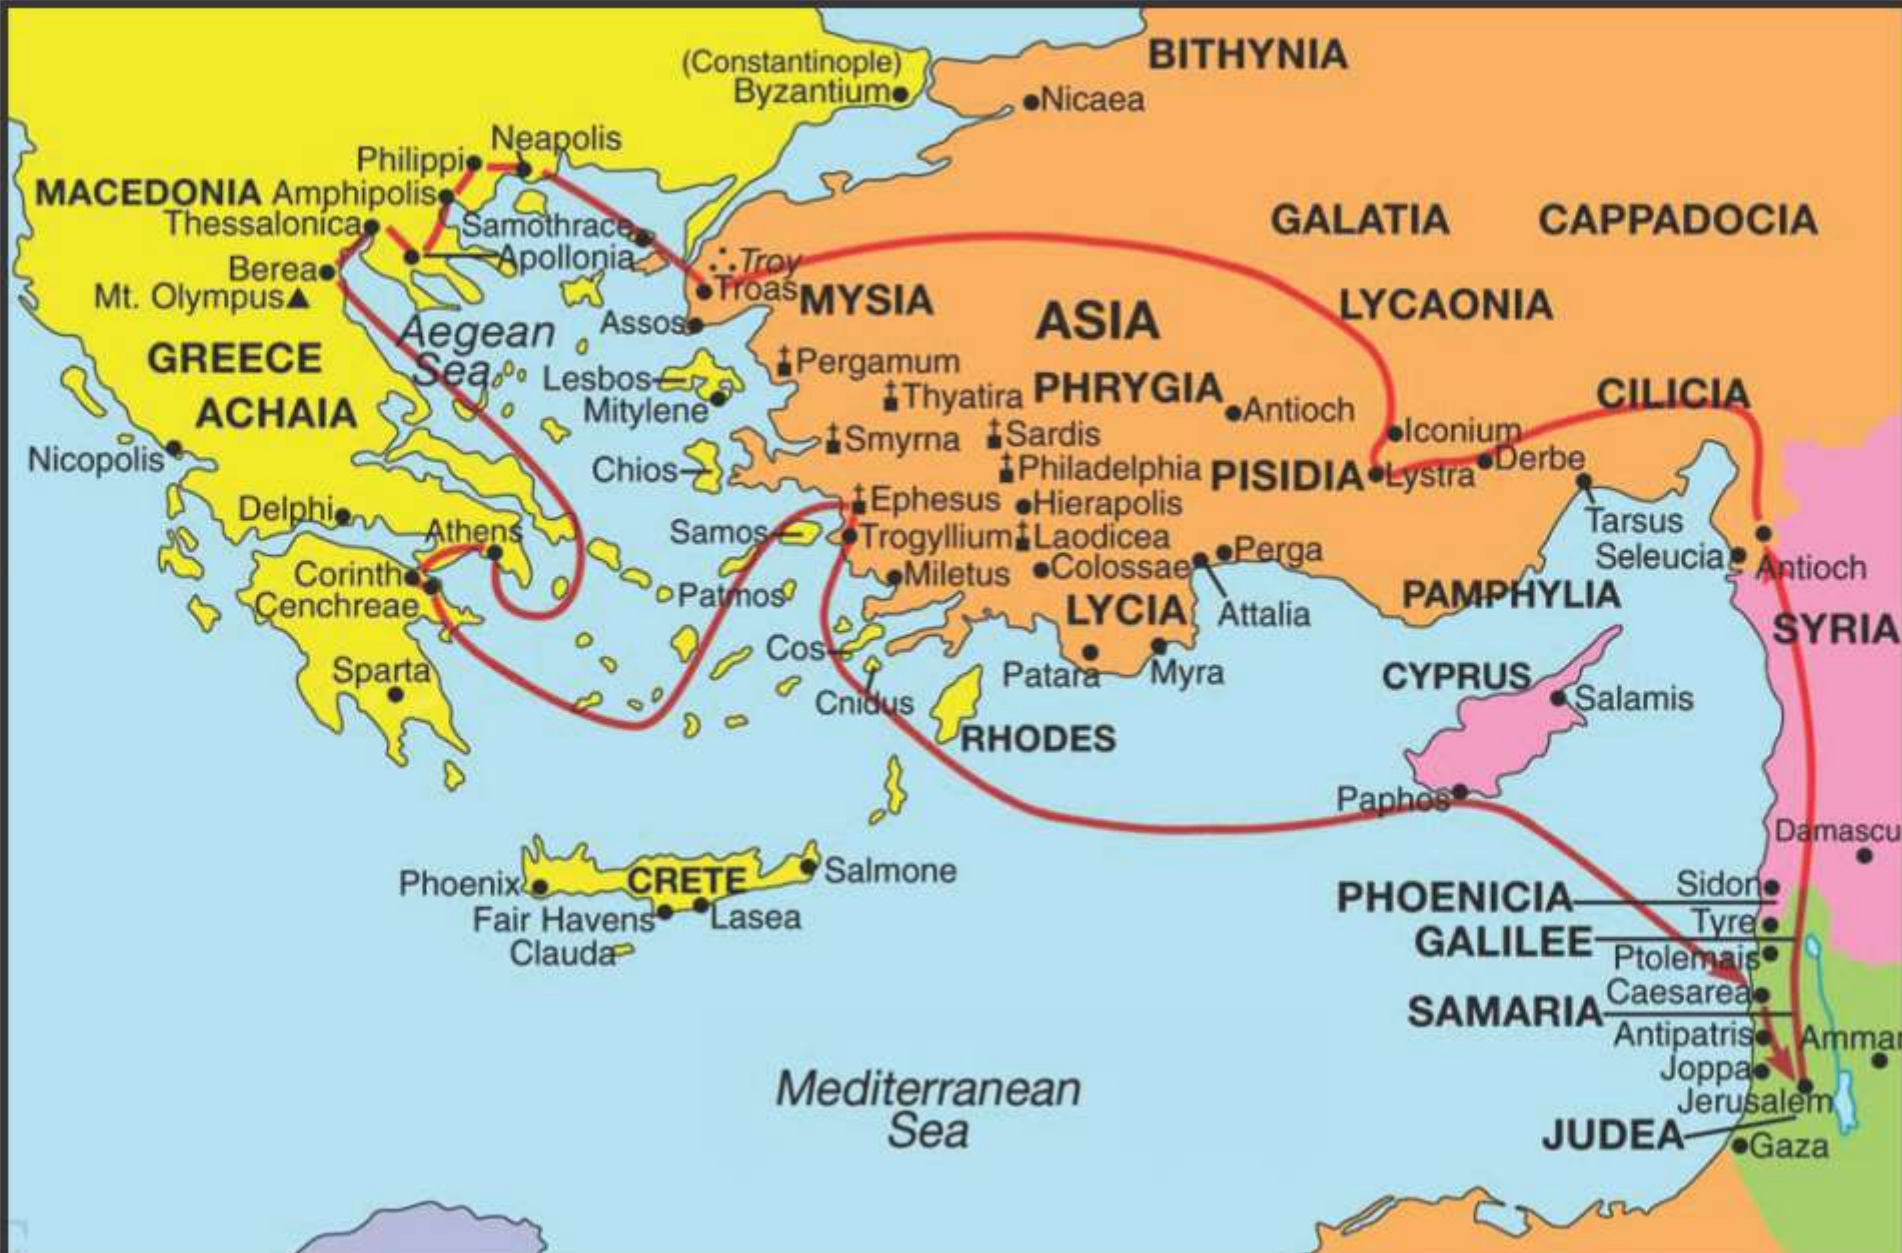 BITHYNIA
(Constantinople)
Byzantium
Nicaea
Neapolis
Philippi
MACEDONIA
Amphipolis
Thessalonica
Samothrace
Apollonia
Berea
Mt. Olympus
GALATIA
CAPPADOCIA
Troy
Troas
MYSIA
LYCAONIA
ASIA
Assos
Aegean
Sea
GREECE
ACHAIA
Pergamum
Lesbos
Thyatira
PHRYGIA
CILICIA
Mitylene
Antioch
Smyrna
Sardis
Iconium
Nicopolis
Chios
Philadelphia
PISIDIA
Lystra
Derbe
Delphi
Ephesus
Hierapolis
Athens
Samos
Trogyllium
Laodicea
Perga
Tarsus
Seleucia
Antioch
Corinth
Cenchreae
Patmos
Miletus
Colossae
LYCIA
Attalia
PAMPHYLIA
SYRIA
Sparta
Cos
Cnidus
Patara
Myra
CYPRUS
Salamis
RHODES
Paphos
Damascu
Phoenix
CRETE
Salmone
Fair Havens
Lasea
Clauda
PHOENICIA
Sidon
Tyre
GALILEE
Ptolemais
Caesarea
SAMARIA
Antipatris
Amman
Joppa
Jerusalem
JUDEA
Gaza
Mediterranean
Sea